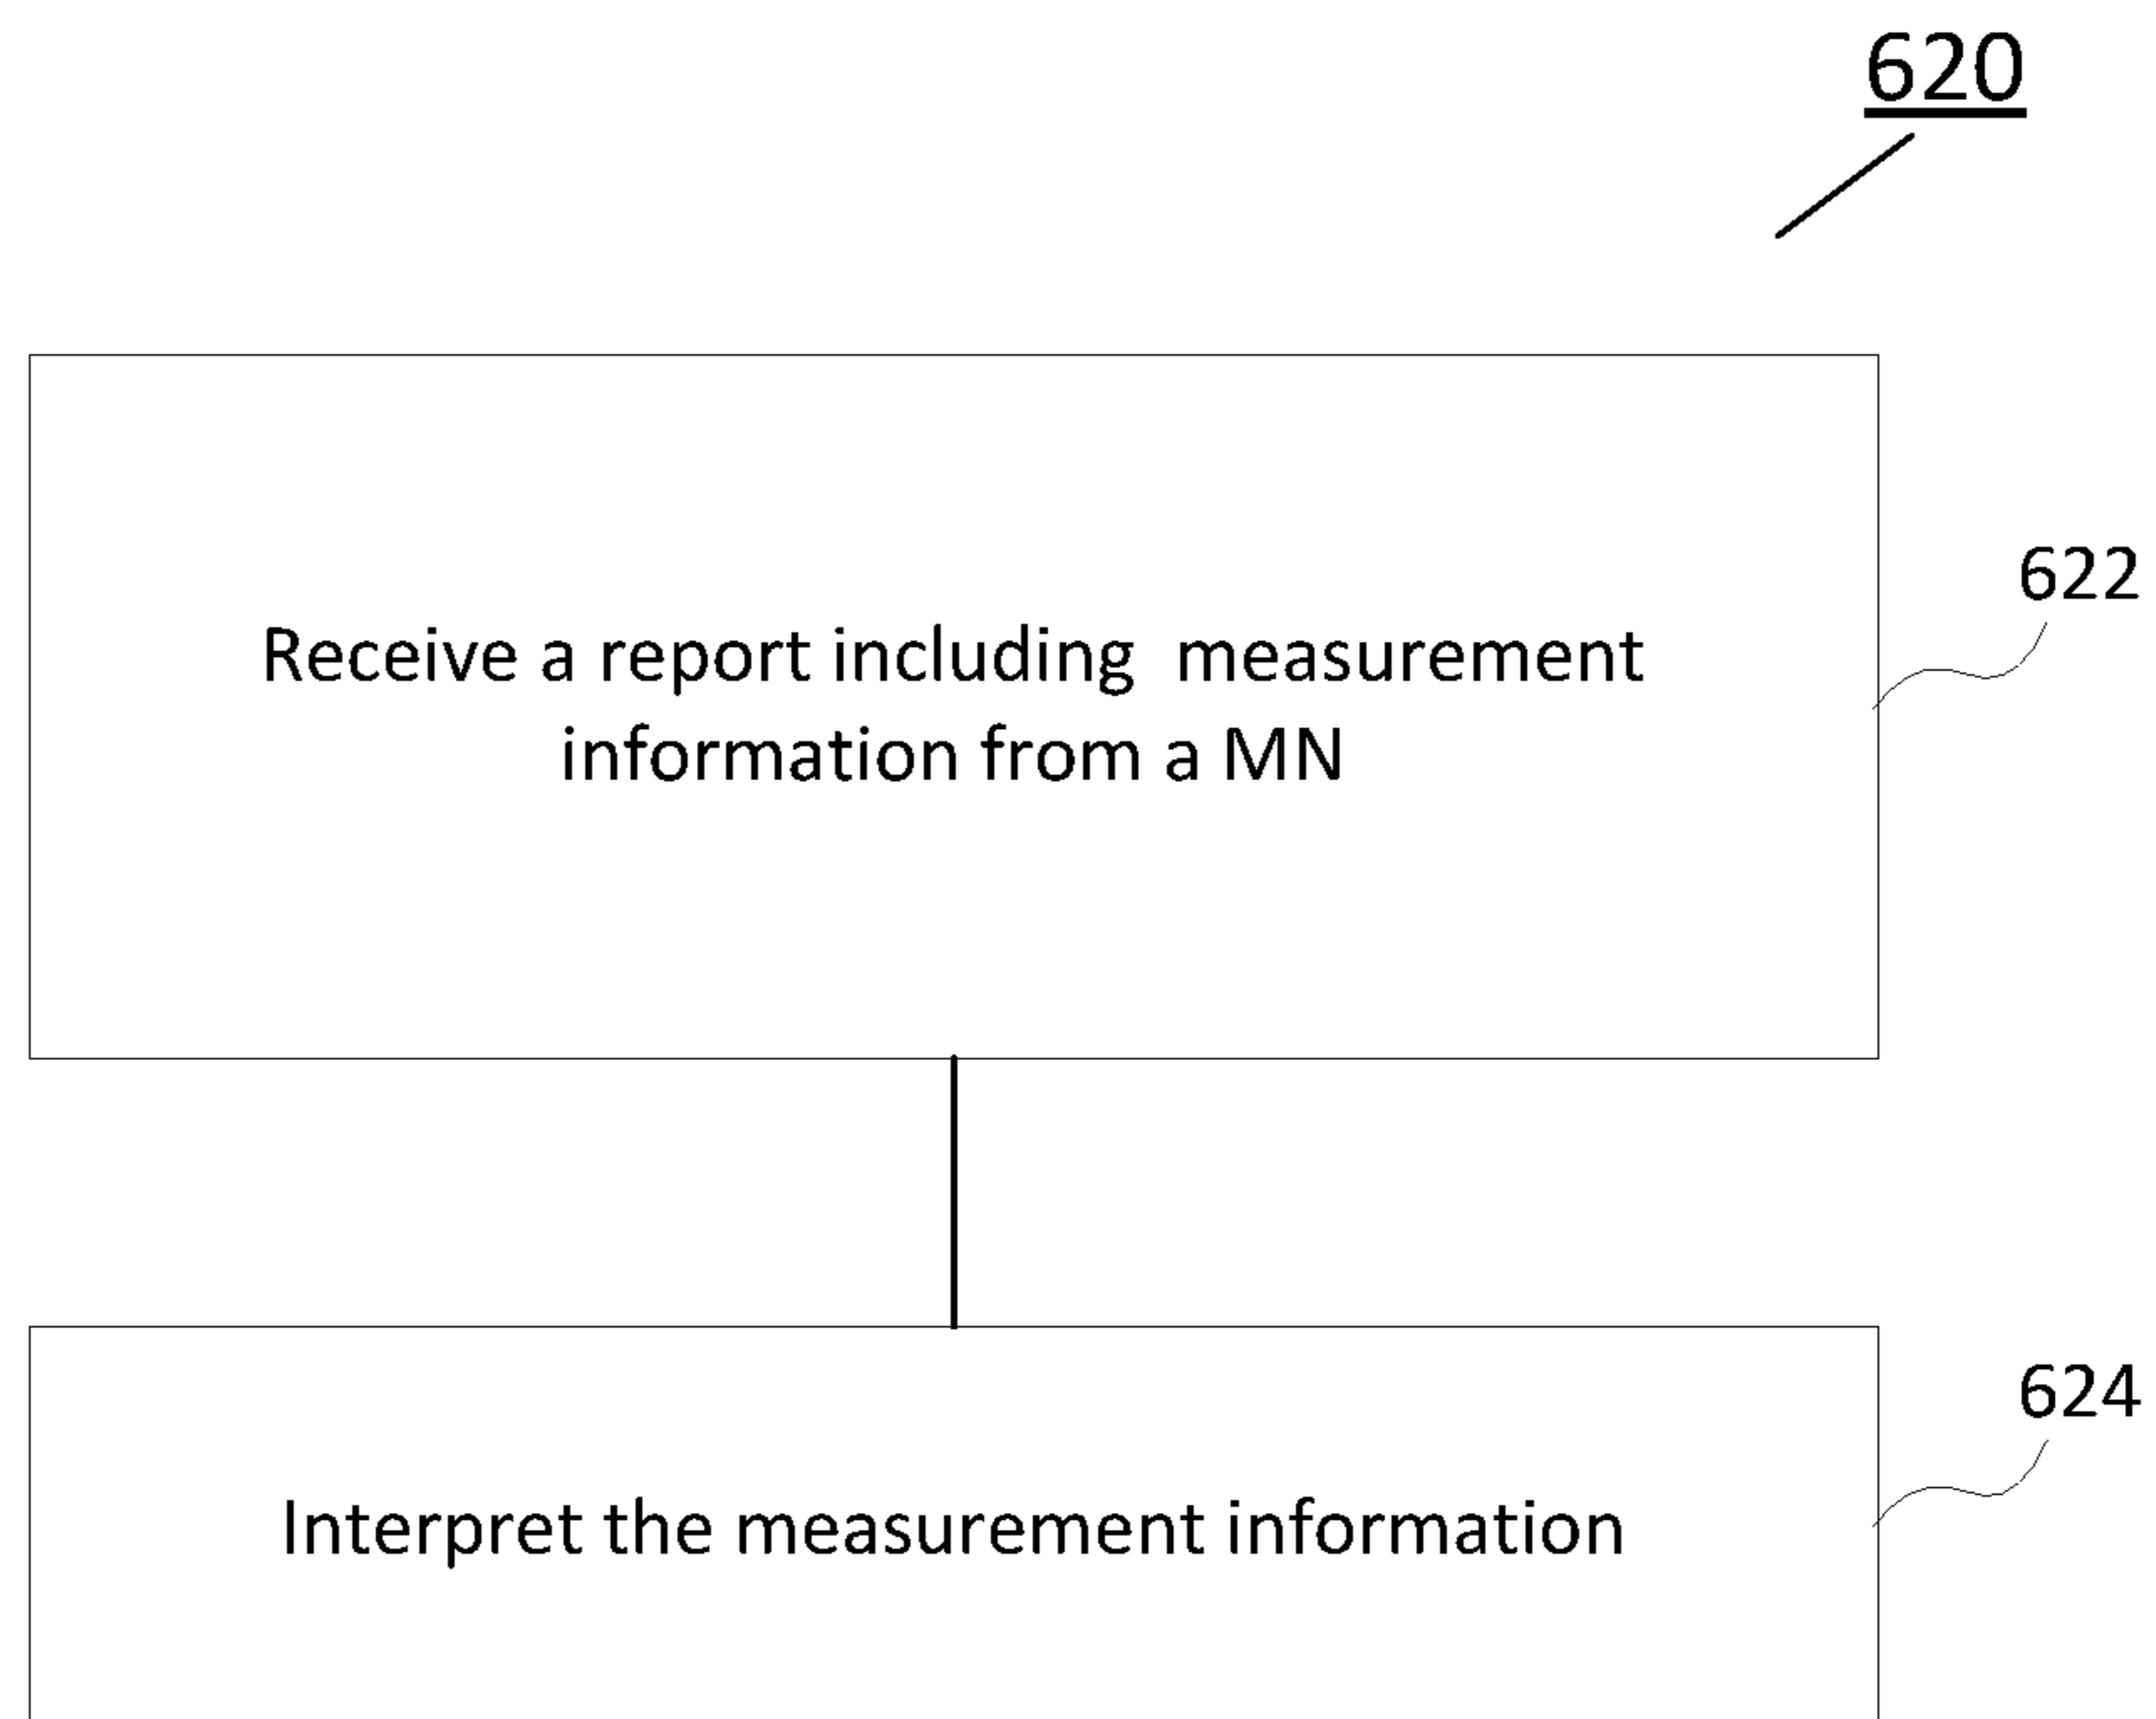 620
Receive a report including  measurement
information from a MN
622
Interpret the measurement information
624